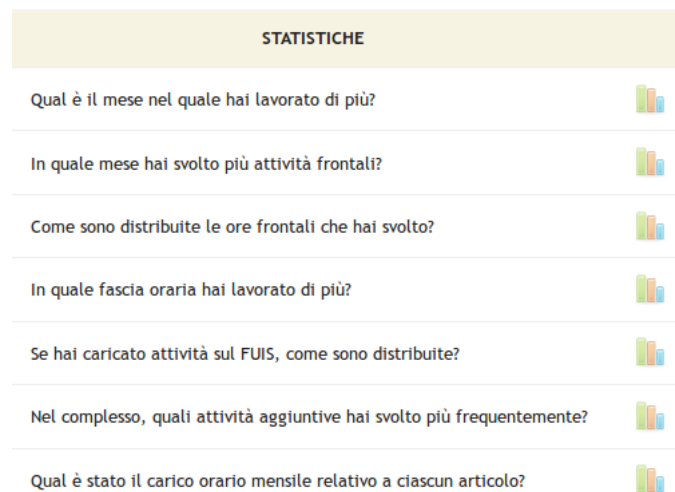 STATISTICHE
Qual è il mese nel quale hai lavorato di più?
In quale mese hai svolto più attività frontali?
Come sono distribuite le ore frontali che hai svolto?
In quale fascia oraria hai lavorato di più?
Se hai caricato attività sul FUIS, come sono distribuite?
Nel complesso, quali attività aggiuntive hai svolto più frequentemente?
Qual è stato il carico orario mensile relativo a ciascun articolo?